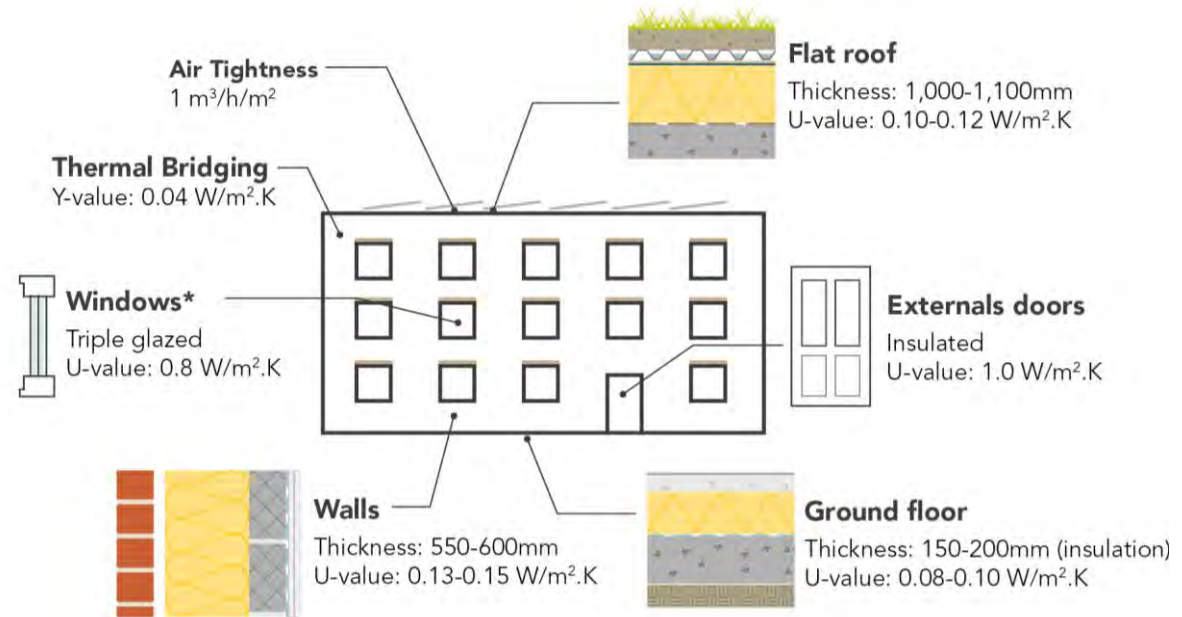 Air Tightness
1 m³/h/m²
Flat roof
Thickness: 1,000-1,100mm
U-value: 0.10-0.12 W/m².K
Thermal Bridging
Y-value: 0.04 W/m².K
Windows*
Triple glazed
U-value: 0.8 W/m².K
Externals doors
Insulated
U-value: 1.0 W/m².K
Walls
Thickness: 550-600mm
U-value: 0.13-0.15 W/m².K
Ground floor
Thickness: 150-200mm (insulation)
U-value: 0.08-0.10 W/m².K